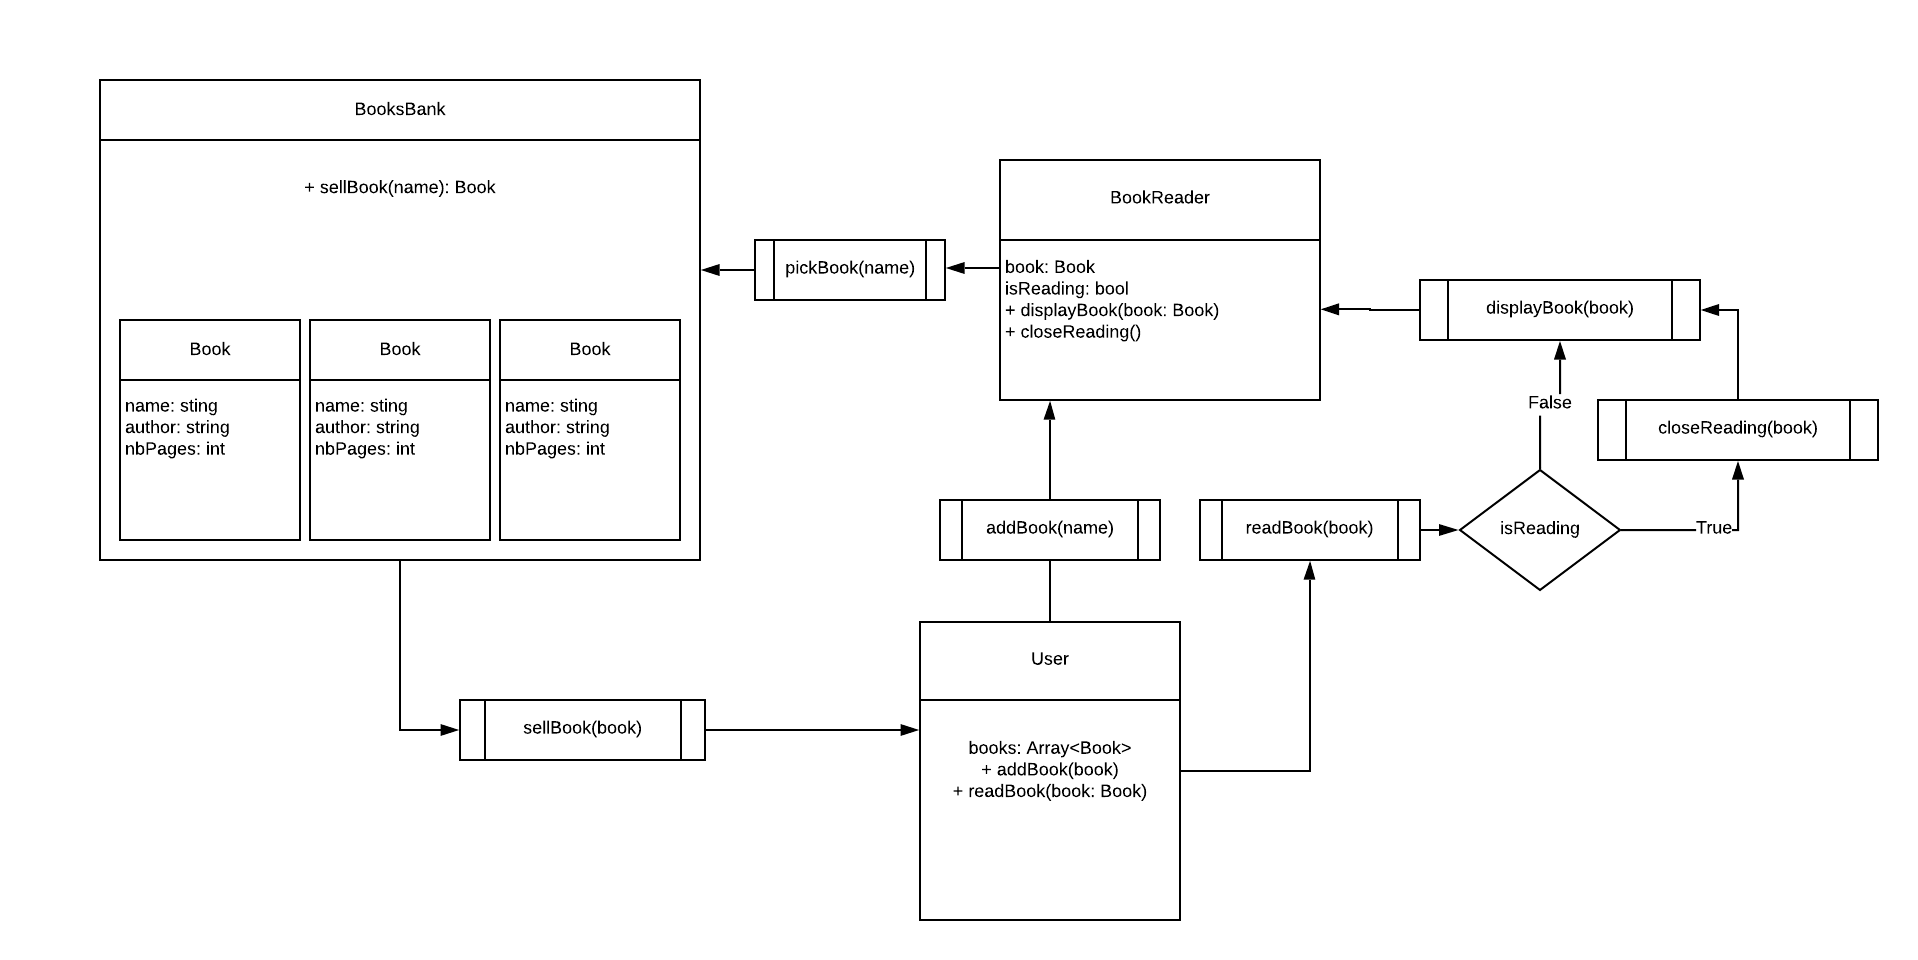 BooksBank
+ sellBook(name): Book
Book
name: sting
author: string
nbPages: int
Book
name: sting
author: string
nbPages: int
Book
name: sting
author: string
nbPages: int
pickBook(name)
BookReader
book: Book
isReading: bool
+ displayBook(book: Book)
+ closeReading()
displayBook(book)
False
closeReading(book)
addBook(name)
readBook(book)
isReading
True
User
books: Array<Book>
+ addBook(book)
+ readBook(book: Book)
sellBook(book)